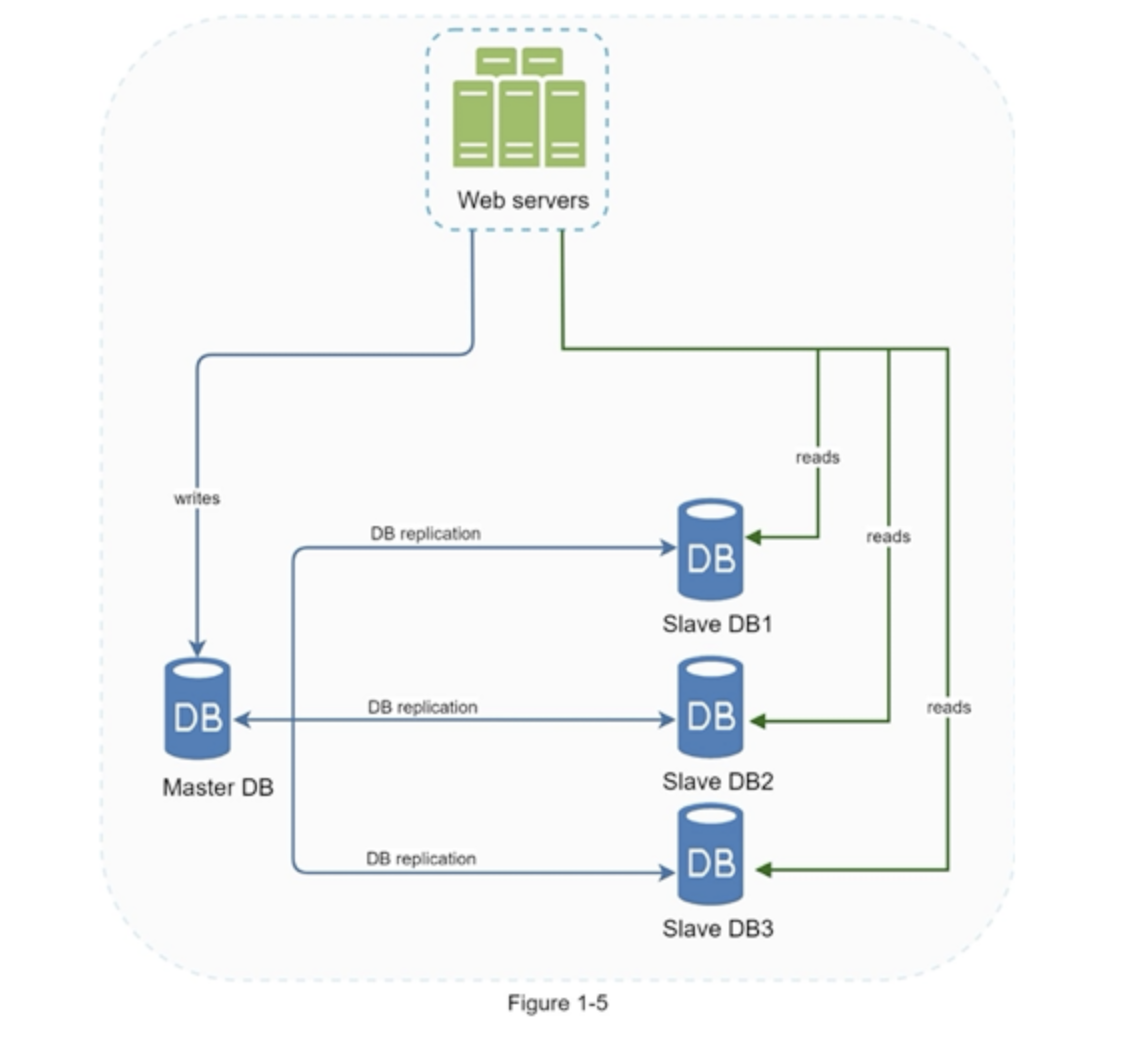 Web servers
reads
writes
DB replication
reads
DB
Slave DB1
DB replication
reads
DB
DB
Master DB
Slave DB2
DB replication
DB
Slave DB3
Figure 1-5